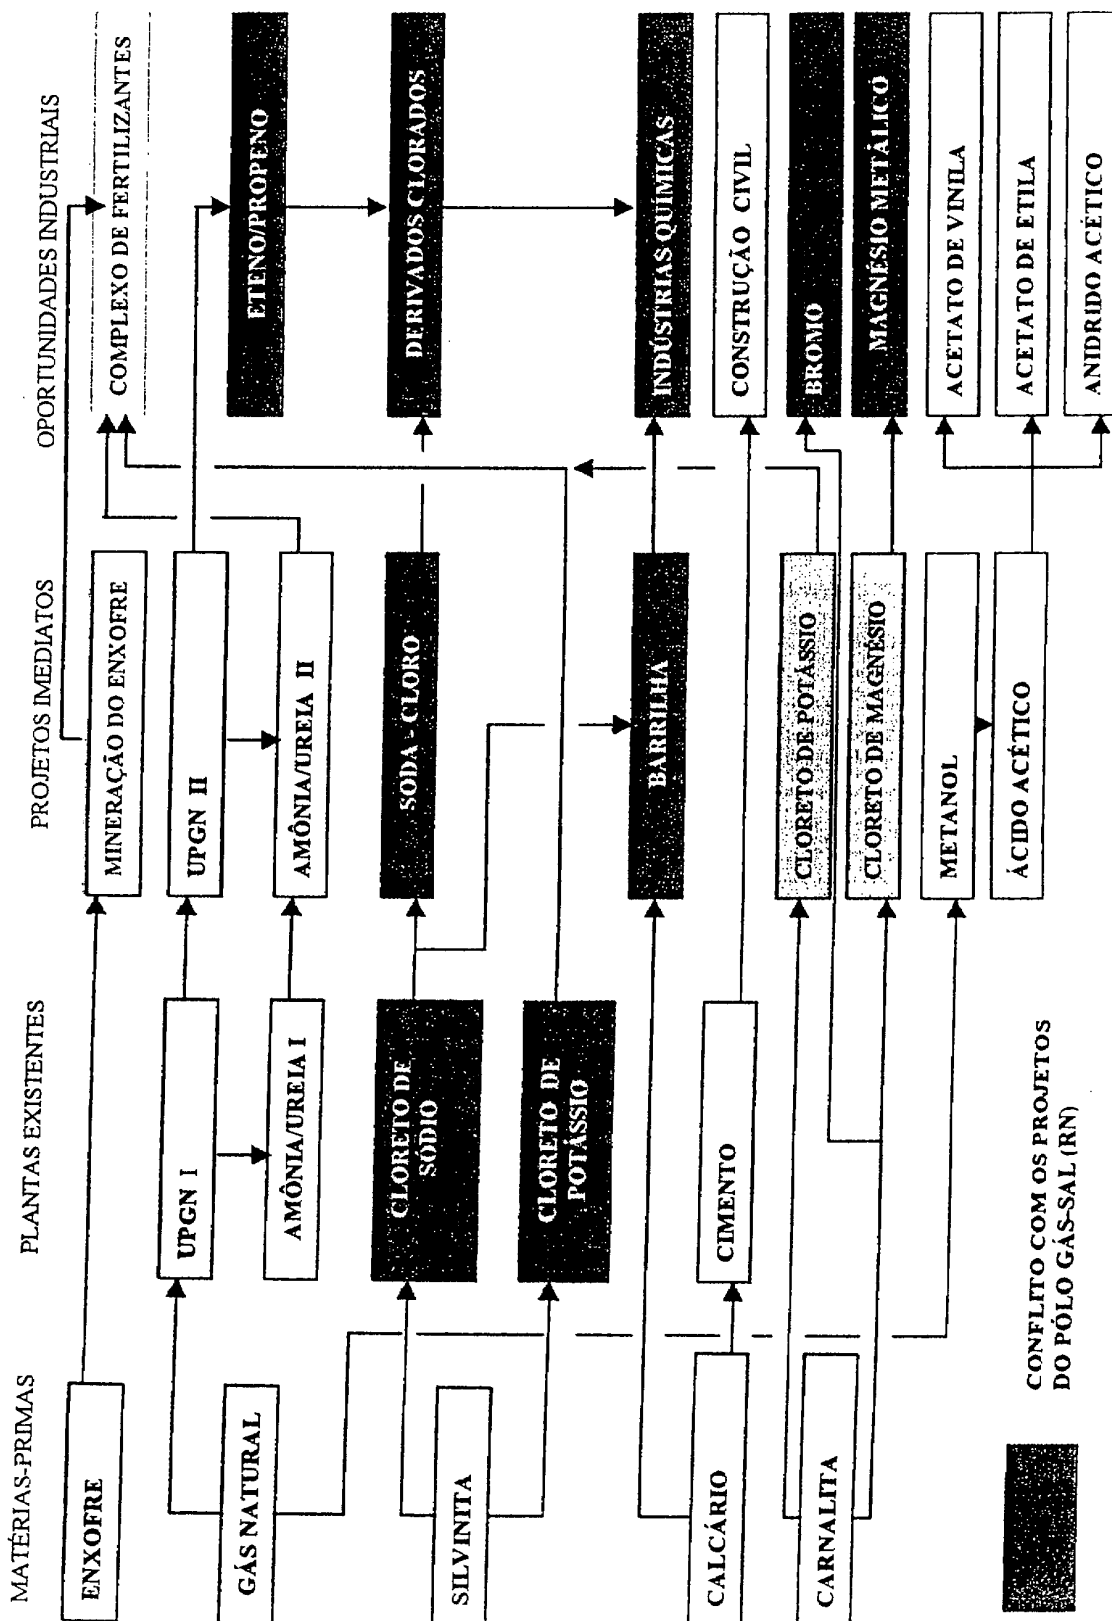 MATÉRIAS-PRIMAS
PLANTAS EXISTENTES
PROJETOS IMEDIATOS
OPORTUNIDADES INDUSTRIAIS
ENXOFRE
MINERAÇÃO DO ENXOFRE
COMPLEXO DE FERTILIZANTES
GÁS NATURAL
UPGN I
UPGN II
ETENO/PROPENO
AMÔNIA/UREIA I
AMÔNIA/UREIA II
SILVINITA
CLORETO DE
SÓDIO
SODA - CLORO
DERIVADOS CLORADOS
CLORETO DE
POTÁSSIO
BARRILHA
INDÚSTRIAS QUÍMICAS
CALCÁRIO
CIMENTO
CONSTRUÇÃO CIVIL
CARNALITA
CLORETO DE POTÁSSIO
BROMO
CLORETO DE MAGNÉSIO
MAGNÉSIO METÁLICO
METANOL
ACETATO DE VINILA
ÁCIDO ACÉTICO
ACETATO DE ETILA
ANIDRIDO ACÉTICO
CONFLITO COM OS PROJETOS
DO PÓLO GÁS-SAL (RN)